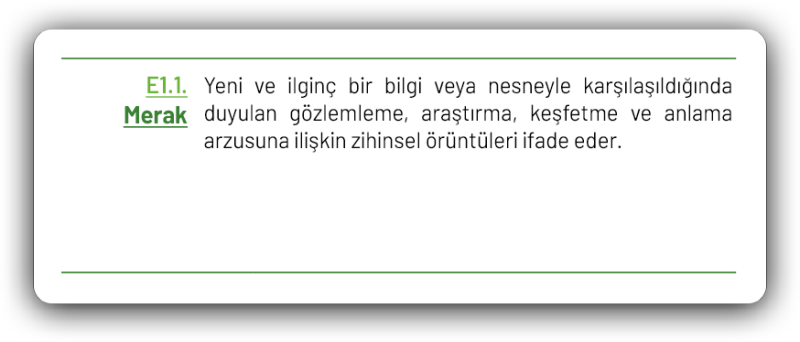 E1.1. Yeni ve ilginç bir bilgi veya nesneyle karşılaşıldığında
Merak duyulan gözlemleme, araştırma, keşfetme ve anlama
arzusuna ilişkin zihinsel örüntüleri ifade eder.